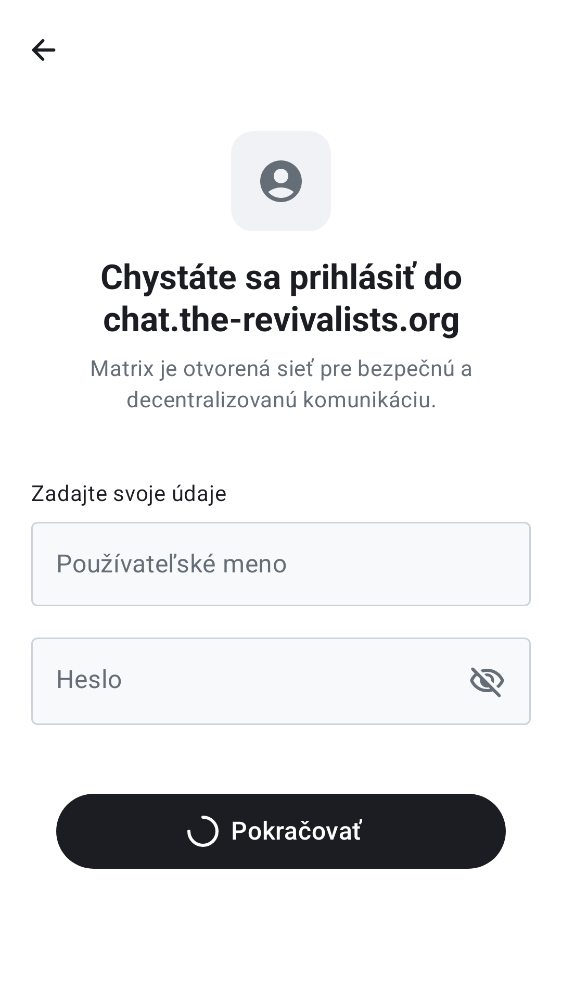 Chystáte sa prihlásiť do
chat.the-revivalists.org
Matrix je otvorená sieť pre bezpečnú a
decentralizovanú komunikáciu.
Zadajte svoje údaje
Používateľské meno
Heslo
Pokračovať